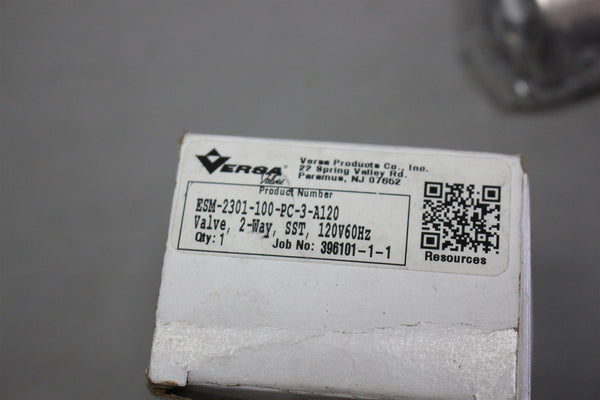 VERSA
Valves
Versa Products Co., Inc.
22 Spring Valley Rd.
Paramus, NJ 07652
Product Number
ESM-2301-100-PC-3-A120
Valve, 2-Way, SST, 120V60Hz
Qty: 1 Job No: 396101-1-1
Resources